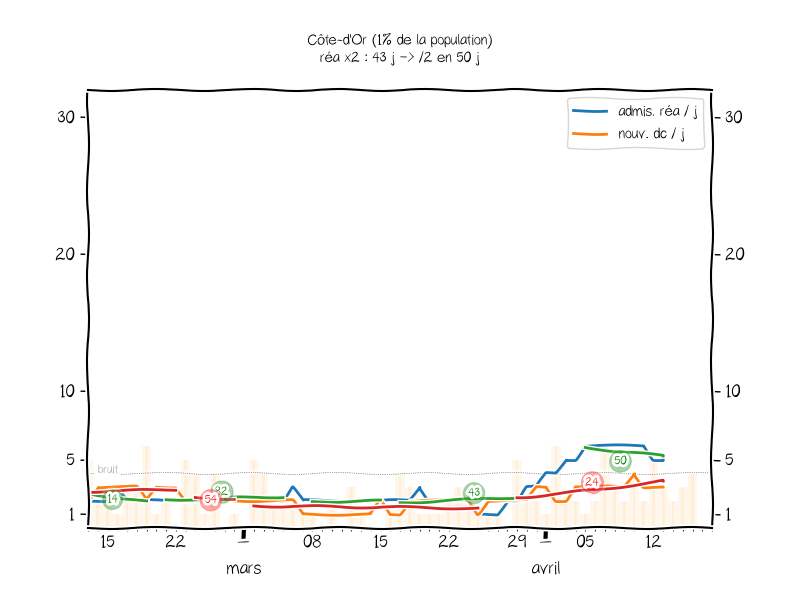 Côte-d'Or (1% de la population)
réa x2 : 43 j -> /2 en 50 j
admis. réa / j
nouv. dc / j
30
30
20
20
10
10
bruit
5
5
50
24
43
22
54
14
1
1
15 22 08 15 22 29 05 12
mars avril